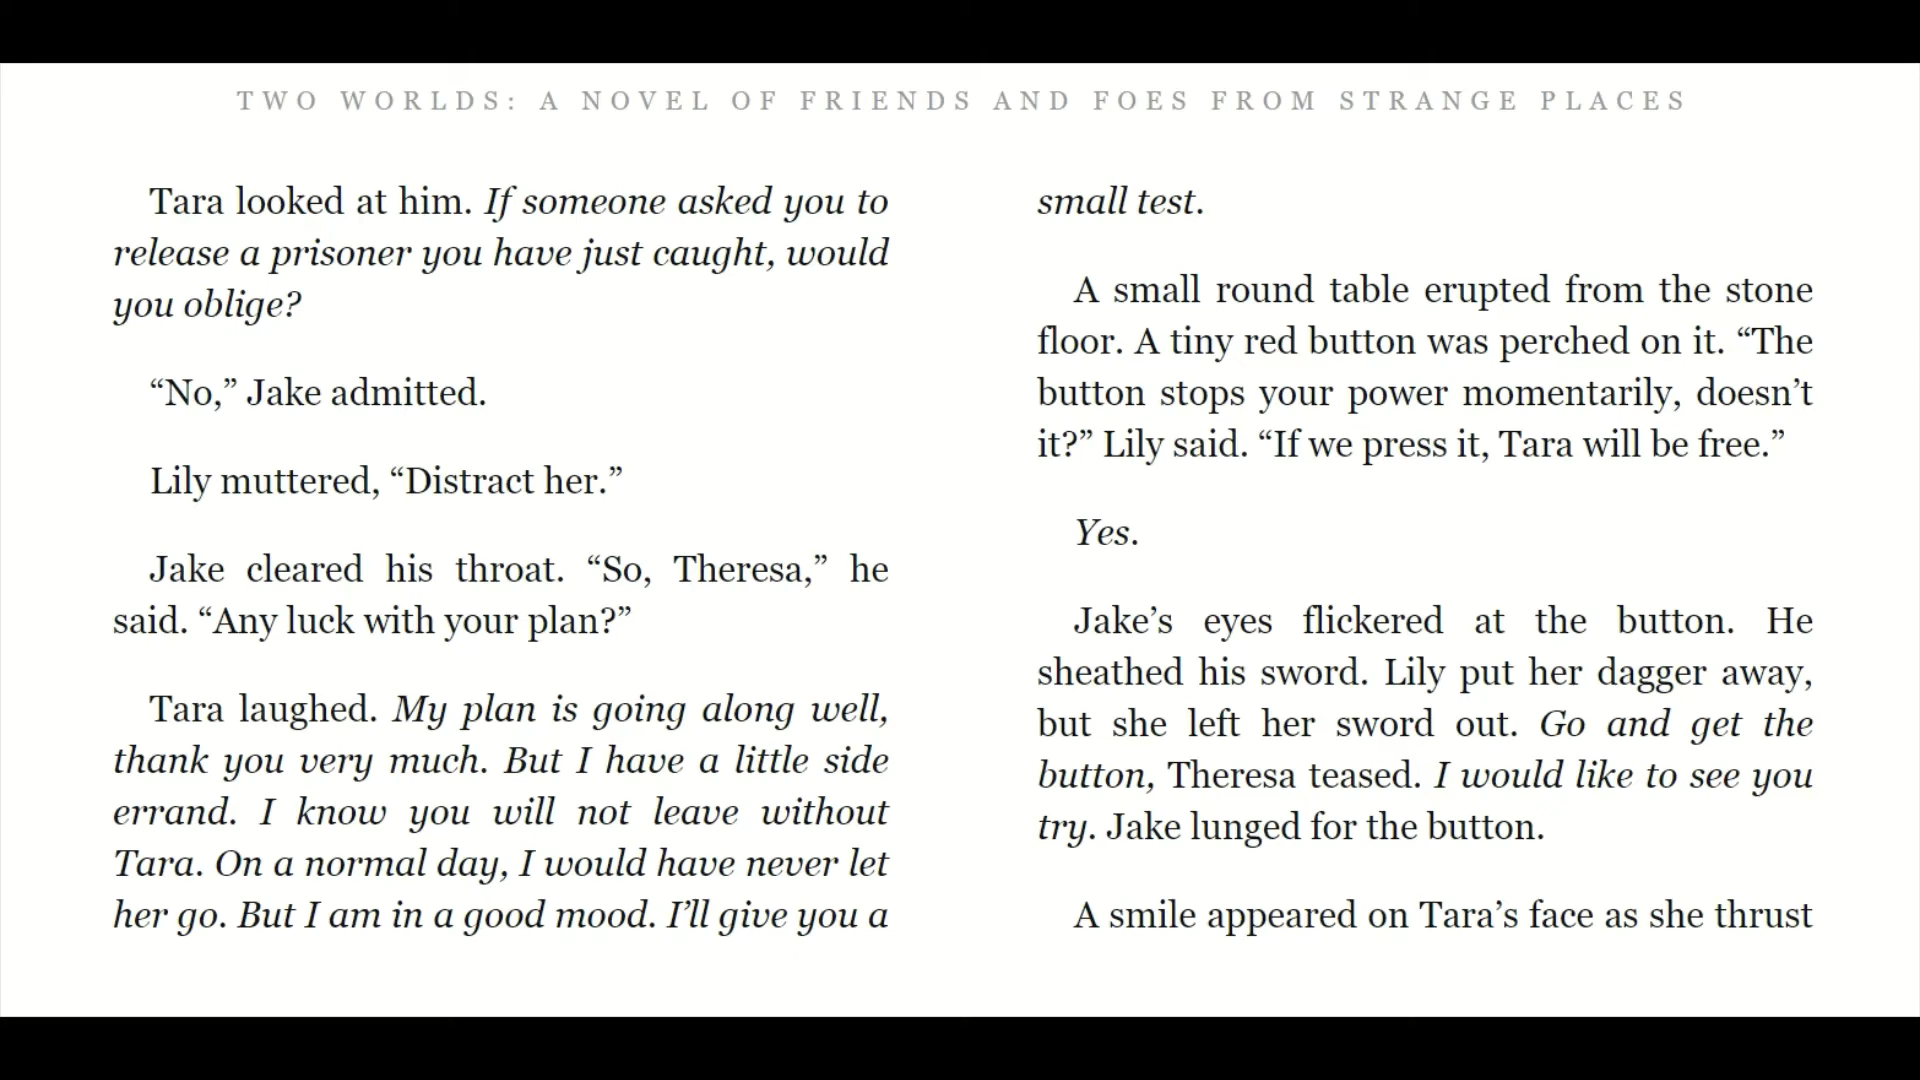 TWO WORLDS: A NOVEL OF FRIENDS AND FOES FROM STRANGE PLACES
Tara looked at him. If someone asked you to
release a prisoner you have just caught, would
you oblige?
“No,” Jake admitted.
Lily muttered, “Distract her.”
Jake cleared his throat. “So, Theresa,” he
said. “Any luck with your plan?”
Tara laughed. My plan is going along well,
thank you very much. But I have a little side
errand. I know you will not leave without
Tara. On a normal day, I would have never let
her go. But I am in a good mood. I’ll give you a
small test.
A small round table erupted from the stone
floor. A tiny red button was perched on it. “The
button stops your power momentarily, doesn’t
it?” Lily said. “If we press it, Tara will be free.”
Yes.
Jake’s eyes flickered at the button. He
sheathed his sword. Lily put her dagger away,
but she left her sword out. Go and get the
button, Theresa teased. I would like to see you
try. Jake lunged for the button.
A smile appeared on Tara’s face as she thrust